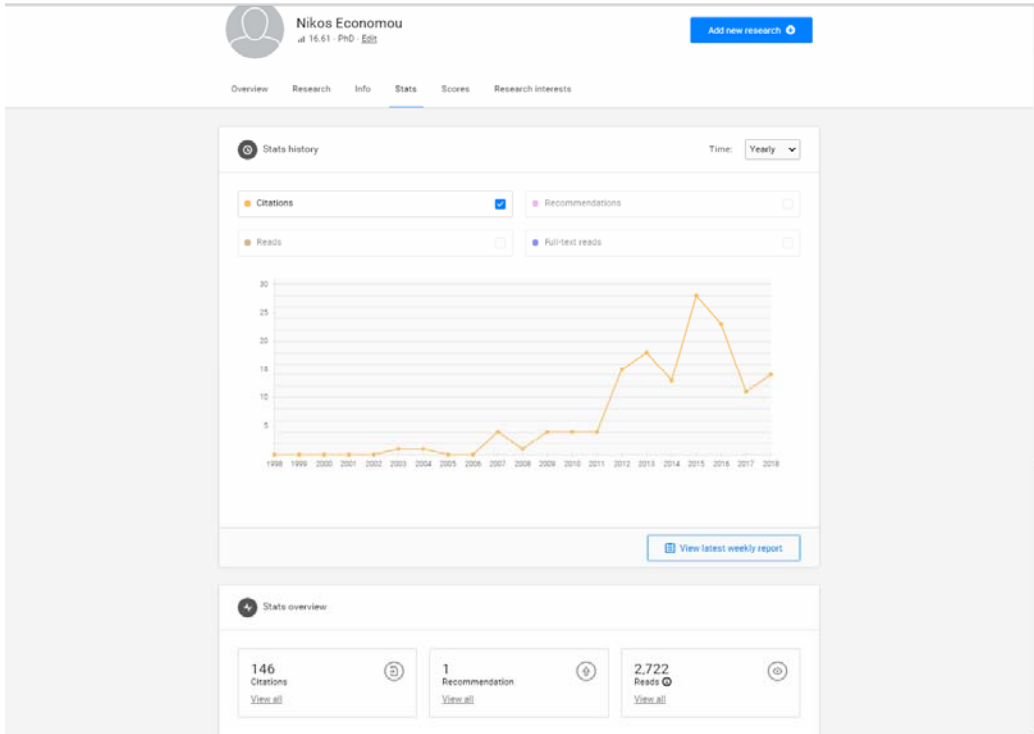 Nikos Economou
16.61 · PhD · Edit
Add new research
Overview Research Info Stats Scores Research interests
Stats history
Time: Yearly
Citations
Recommendations
Reads
Full-text reads
30
25
20
15
10
5
1998 1999 2000 2001 2002 2003 2004 2005 2006 2007 2008 2009 2010 2011 2012 2013 2014 2015 2016 2017 2018
View latest weekly report
Stats overview
146
Citations
View all
1
Recommendation
View all
2,722
Reads
View all